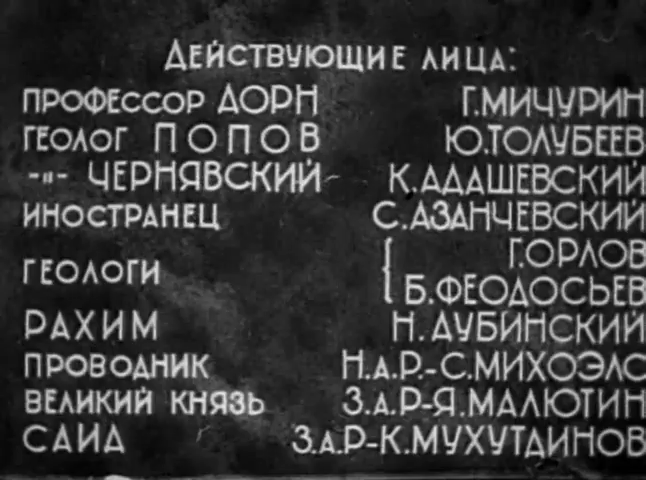 Действующие лица:
ПРОФЕССОР ДОРН Г.МИЧУРИН
ГЕОЛОГ ПОПОВ Ю.ТОЛУБЕЕВ
-"- ЧЕРНЯВСКИЙ К.АДАШЕВСКИЙ
ИНОСТРАНЕЦ С.АЗАНЧЕВСКИЙ
ГЕОЛОГИ { Г.ОРЛОВ
Б.ФЕОДОСЬЕВ
РАХИМ Н.ДУБИНСКИЙ
ПРОВОДНИК Н.А.Р.-С.МИХОЭЛС
ВЕЛИКИЙ КНЯЗЬ З.А.Р-Я.МАЛЮТИН
САИД З.А.Р-К.МУХУТДИНОВ